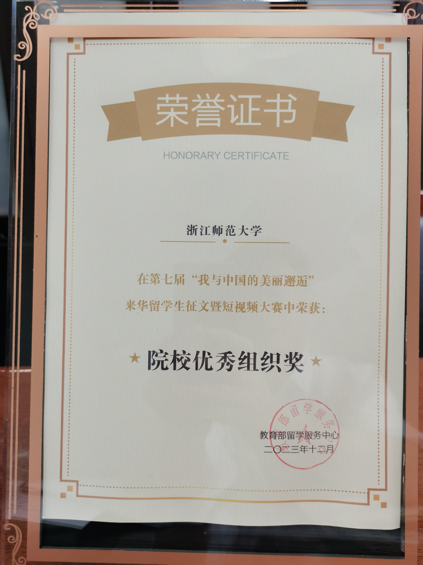 荣誉证书
HONORARY CERTIFICATE
浙江师范大学
在第七届“我与中国的美丽邂逅”
来华留学生征文暨短视频大赛中荣获：
院校优秀组织奖
教育部留学服务中心
二〇二三年十二月